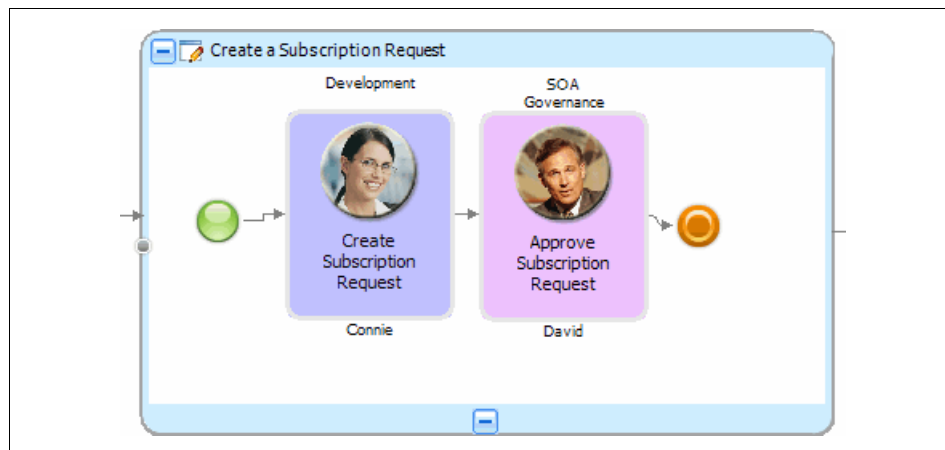 Create a Subscription Request
Development
SOA
Governance
Create
Subscription
Request
Approve
Subscription
Request
Connie
David